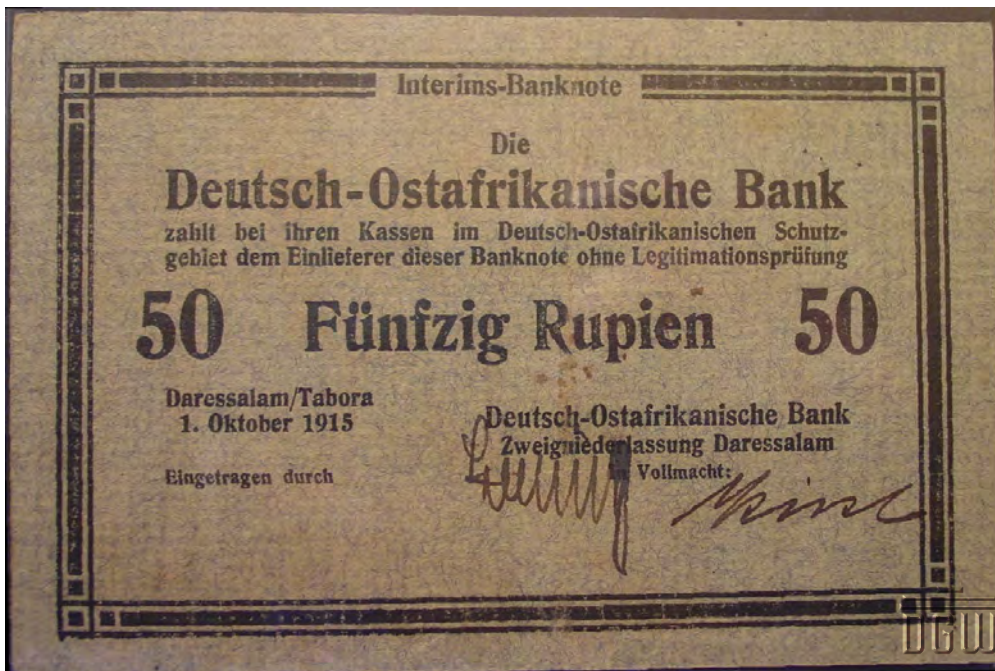 Interims-Banknote
Die
Deutsch-Ostafrikanische Bank
zahlt bei ihren Kassen im Deutsch-Ostafrikanischen Schutz-
gebiet dem Einlieferer dieser Banknote ohne Legitimationsprüfung
50 Fünfzig Rupien 50
Daressalam/Tabora
1. Oktober 1915
Eingetragen durch
Deutsch-Ostafrikanische Bank
Zweigniederlassung Daressalam
In Vollmacht:
DGW